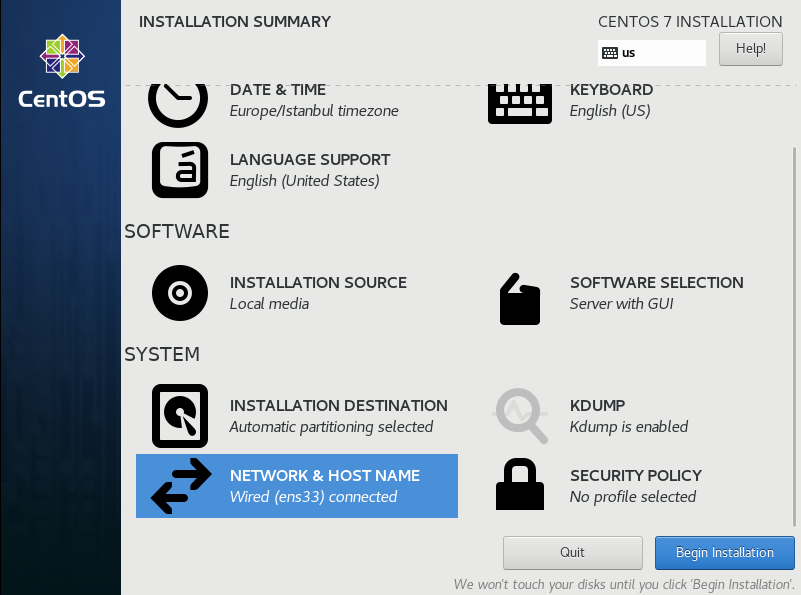 INSTALLATION SUMMARY
CENTOS 7 INSTALLATION
us
Help!
CentOS
DATE & TIME
Europe/Istanbul timezone
KEYBOARD
English (US)
á
LANGUAGE SUPPORT
English (United States)
SOFTWARE
INSTALLATION SOURCE
Local media
SOFTWARE SELECTION
Server with GUI
SYSTEM
INSTALLATION DESTINATION
Automatic partitioning selected
KDUMP
Kdump is enabled
NETWORK & HOST NAME
Wired (ens33) connected
SECURITY POLICY
No profile selected
Quit
Begin Installation
We won't touch your disks until you click 'Begin Installation'.